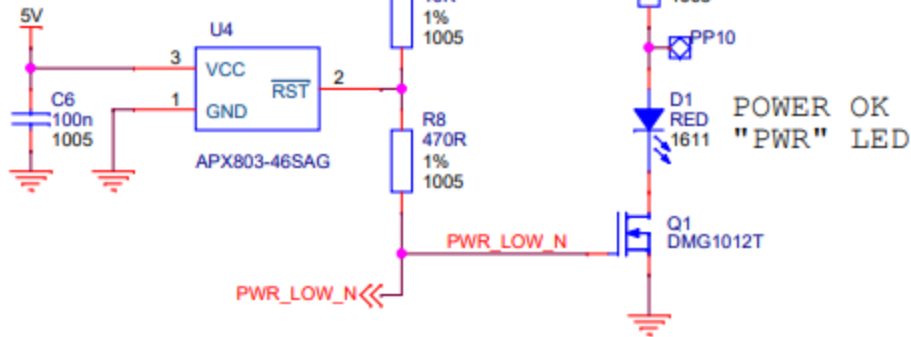 5V
U4
1%
1005
3
VCC
2
RST
1
GND
C6
100n
1005
APX803-46SAG
R8
470R
1%
1005
PP10
D1
RED
1611
POWER OK
"PWR" LED
PWR_LOW_N
Q1
DMG1012T
PWR_LOW_N